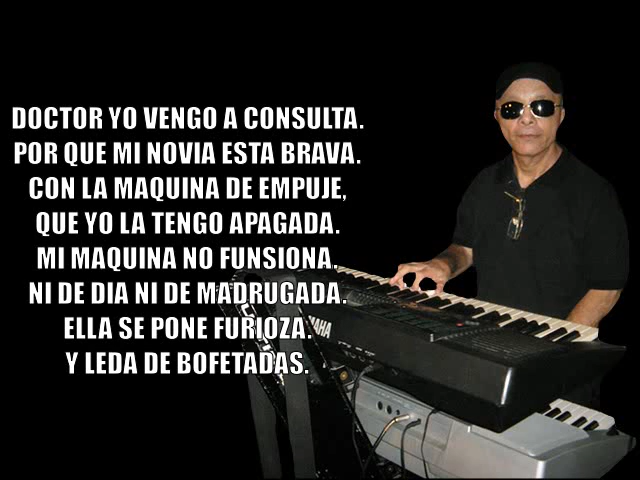 DOCTOR YO VENGO A CONSULTA.
POR QUE MI NOVIA ESTA BRAVA.
CON LA MAQUINA DE EMPUJE,
QUE YO LA TENGO APAGADA.
MI MAQUINA NO FUNSIONA.
NI DE DIA NI DE MADRUGADA.
ELLA SE PONE FURIOZA.
Y LEDA DE BOFETADAS.
YAMAHA